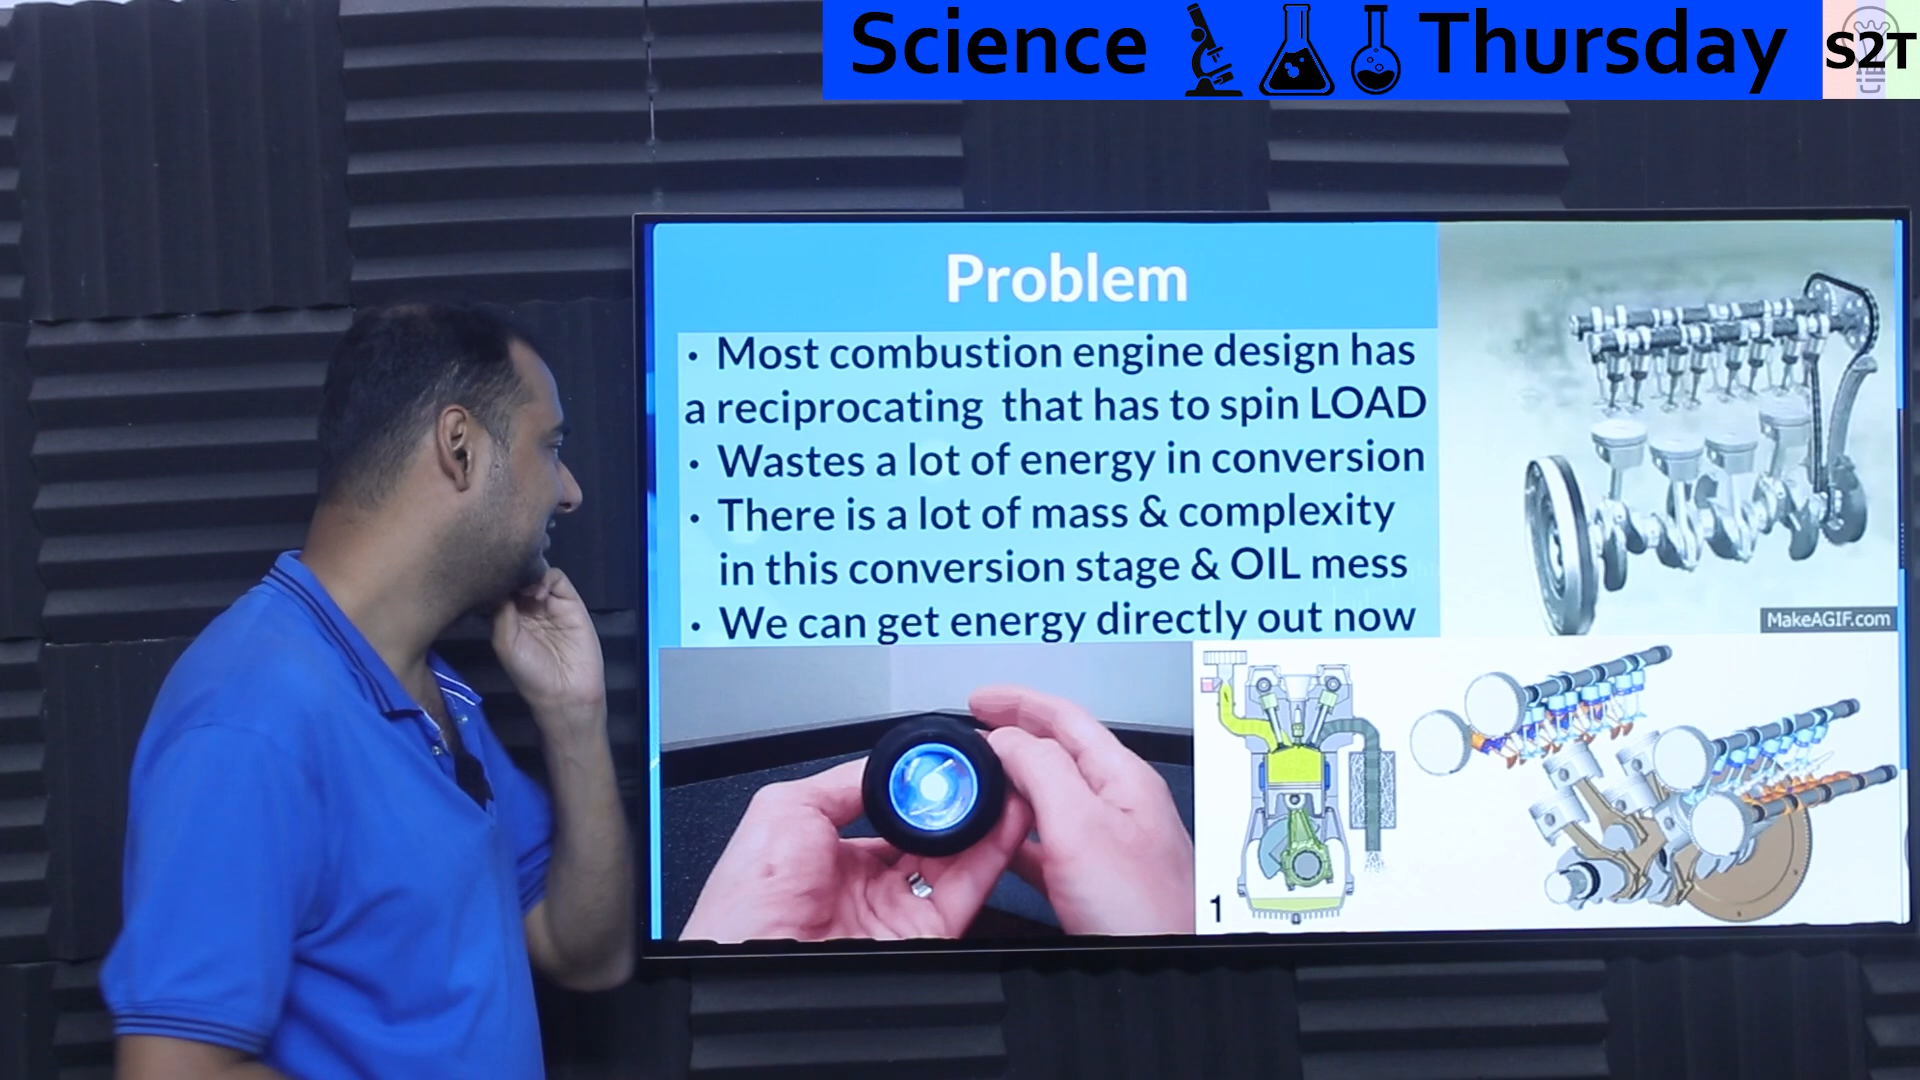 Science Thursday
S2T
Problem
• Most combustion engine design has
a reciprocating that has to spin LOAD
• Wastes a lot of energy in conversion
• There is a lot of mass & complexity
in this conversion stage & OIL mess
• We can get energy directly out now
MakeAGIF.com
1